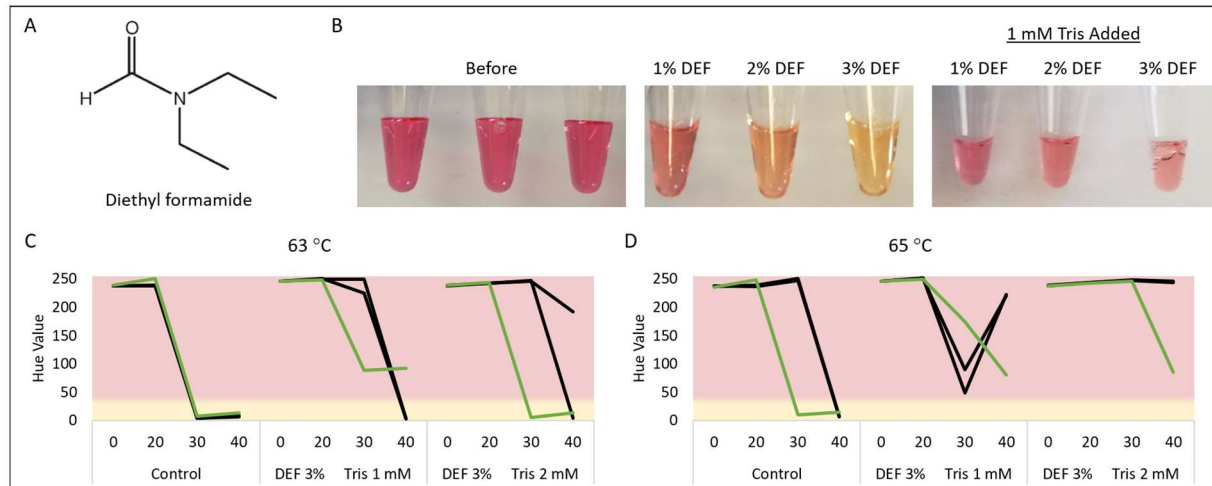 A
O
H
N
Diethyl formamide
B
Before
1% DEF 2% DEF 3% DEF
1 mM Tris Added
1% DEF 2% DEF 3% DEF
C
63 °C
Hue Value
250
200
150
100
50
0
0 20 30 40 0 20 30 40 0 20 30 40
Control DEF 3% Tris 1 mM DEF 3% Tris 2 mM
D
65 °C
Hue Value
250
200
150
100
50
0
0 20 30 40 0 20 30 40 0 20 30 40
Control DEF 3% Tris 1 mM DEF 3% Tris 2 mM